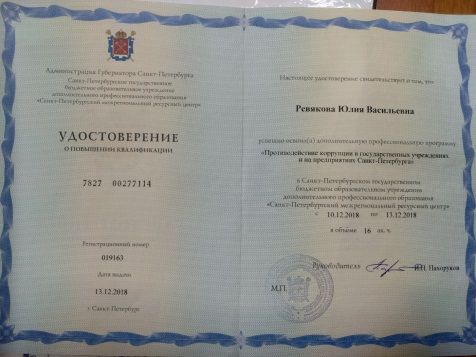 Администрация Губернатора Санкт-Петербурга
Санкт-Петербургское государственное
бюджетное образовательное учреждение
дополнительного профессионального образования
«Санкт-Петербургский межрегиональный ресурсный центр»
УДОСТОВЕРЕНИЕ
О ПОВЫШЕНИИ КВАЛИФИКАЦИИ
7827 00277114
Регистрационный номер
019163
Дата выдачи
13.12.2018
г. Санкт-Петербург
Настоящее удостоверение свидетельствует о том, что
Ревякова Юлия Васильевна
успешно освоил(а) дополнительную профессиональную программу
«Противодействие коррупции в государственных учреждениях
и на предприятиях Санкт-Петербурга»
в Санкт-Петербургском государственном
бюджетном образовательном учреждении
дополнительного профессионального образования
«Санкт-Петербургский межрегиональный ресурсный центр»
с 10.12.2018 по 13.12.2018
в объёме 16 ак. ч.
Руководитель И.П. Пахоруков
М.П.